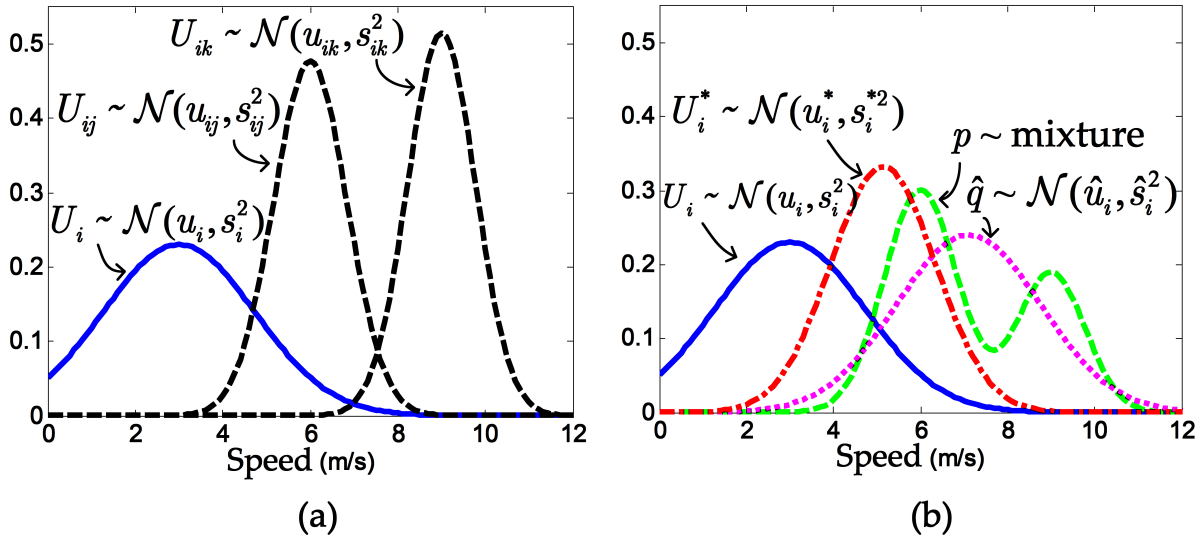 U_ik ~ N(u_ik, s²_ik)
U_ij ~ N(u_ij, s²_ij)
U_i ~ N(u_i, s²_i)
0.5
0.4
0.3
0.2
0.1
0
0 2 4 6 8 10 12
Speed (m/s)
(a)
U*_i ~ N(u*_i, s*²_i)
p ~ mixture
U_i ~ N(u_i, s²_i)
q̂ ~ N(û_i, ŝ²_i)
0.5
0.4
0.3
0.2
0.1
0
0 2 4 6 8 10 12
Speed (m/s)
(b)